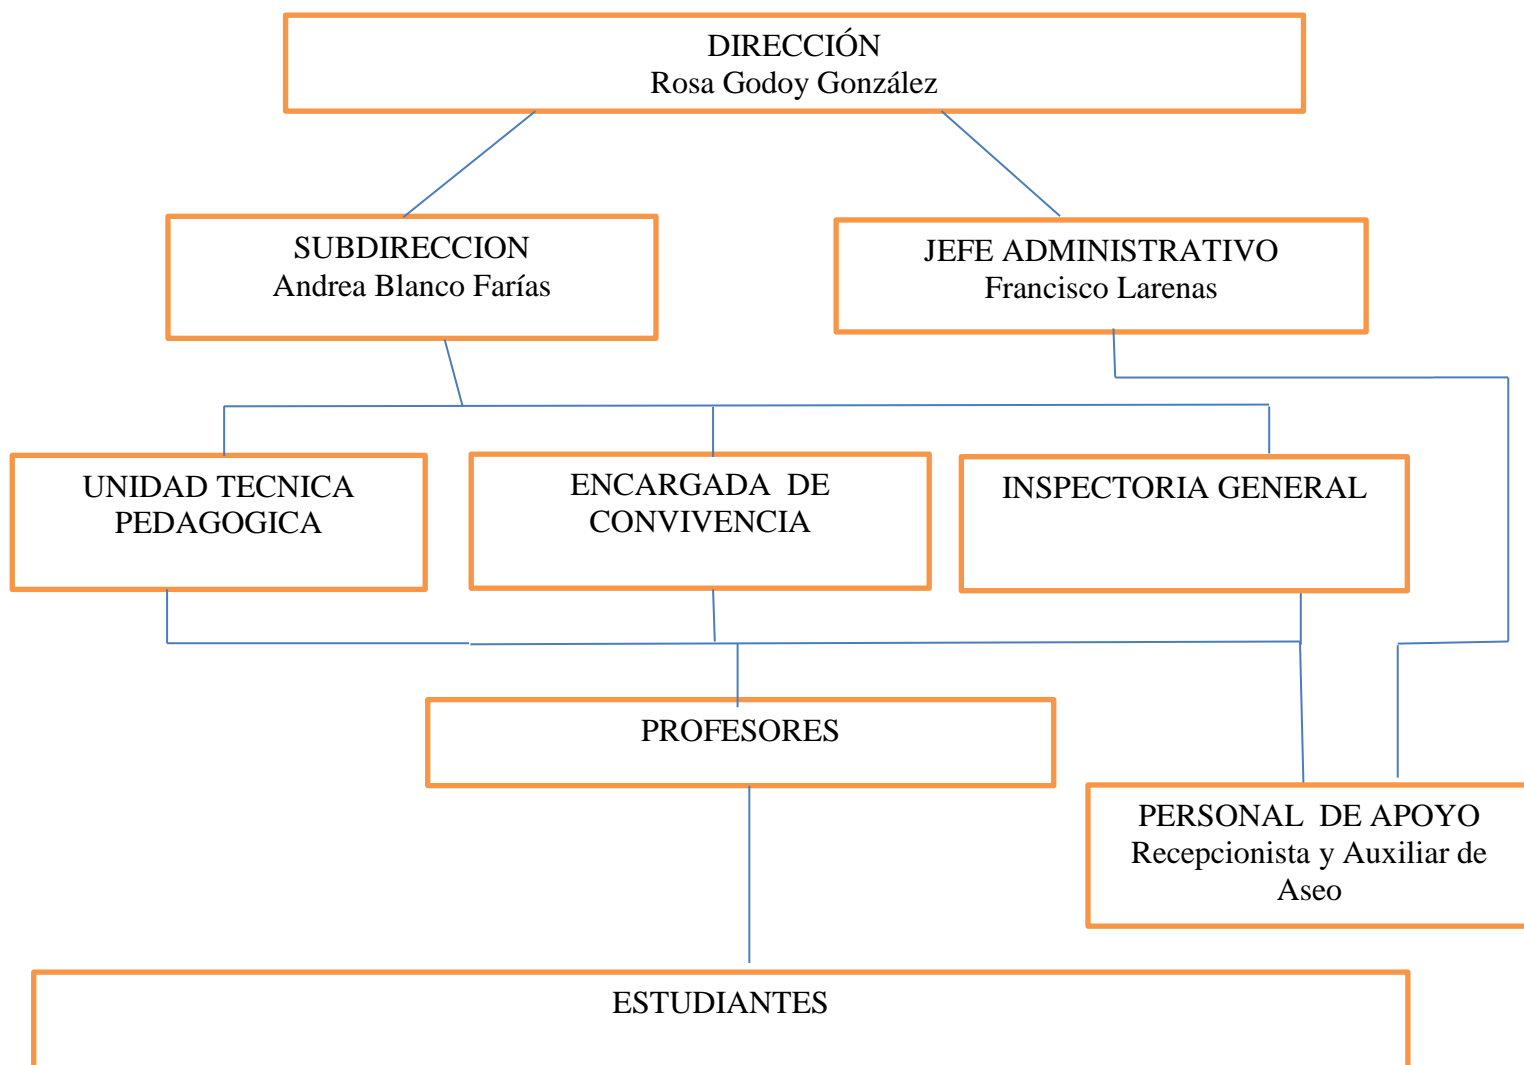 DIRECCIÓN
Rosa Godoy González
SUBDIRECCION
Andrea Blanco Farías
JEFE ADMINISTRATIVO
Francisco Larenas
UNIDAD TECNICA
PEDAGOGICA
ENCARGADA DE
CONVIVENCIA
INSPECTORIA GENERAL
PROFESORES
PERSONAL DE APOYO
Recepcionista y Auxiliar de
Aseo
ESTUDIANTES